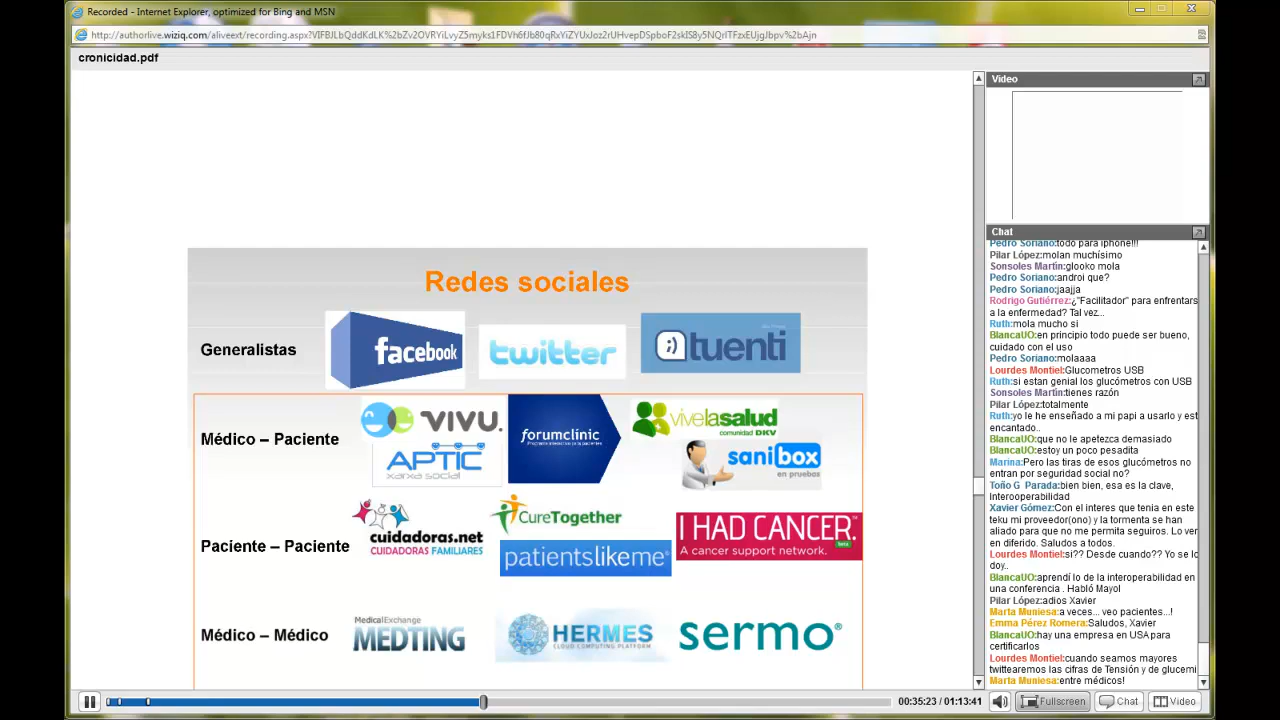 Recorded - Internet Explorer, optimized for Bing and MSN
cronicidad.pdf
Redes sociales
Generalistas
facebook
twitter
tuenti
Médico – Paciente
VIVU.
APTIC
xarxa social
forumclínic
vivelasalud
comunidad DKV
sanibox
en pruebas
Paciente – Paciente
cuidadoras.net
CUIDADORAS FAMILIARES
CureTogether
patientslikeme
I HAD CANCER.
A cancer support network.
Médico – Médico
MedicalExchange
MEDTING
HERMES
CLOUD COMPUTING PLATFORM
sermo
Video
Chat
Pedro Soriano:todo para iphone!!!
Pilar López:molan muchísimo
Sonsoles Martín:glooko mola
Pedro Soriano:androi que?
Pedro Soriano:jaajja
Rodrigo Gutiérrez:¿"Facilitador" para enfrentars
a la enfermedad? Tal vez...
Ruth:mola mucho si
BlancaUO:en principio todo puede ser bueno,
cuidado con el uso
Pedro Soriano:molaaaa
Lourdes Montiel:Glucometros USB
Ruth:si estan genial los glucómetros con USB
Sonsoles Martín:tienes razón
Pilar López:totalmente
Ruth:yo le he enseñado a mi papi a usarlo y est
encantado..
BlancaUO:que no le apetezca demasiado
BlancaUO:estoy un poco pesadita
Marina:Pero las tiras de esos glucómetros no
entran por seguridad social no?
Toño G Parada:bien bien, esa es la clave,
Interooperabilidad
Xavier Gómez:Con el interes que tenia en este
teku mi proveedor(ono) y la tormenta se han
aliado para que no me permita seguiros. Lo ver
en diferido. Saludos a todos.
Lourdes Montiel:si?? Desde cuando?? Yo se lo
doy..
BlancaUO:aprendí lo de la interoperabilidad en
una conferencia . Habló Mayol
Pilar López:adios Xavier
Marta Muniesa:a veces... veo pacientes...!
Emma Pérez Romera:Saludos, Xavier
BlancaUO:hay una empresa en USA para
certificarlos
Lourdes Montiel:cuando seamos mayores
twittearemos las cifras de Tensión y de glucemi
Marta Muniesa:entre médicos!
00:35:23 / 01:13:41
Fullscreen
Chat
Video